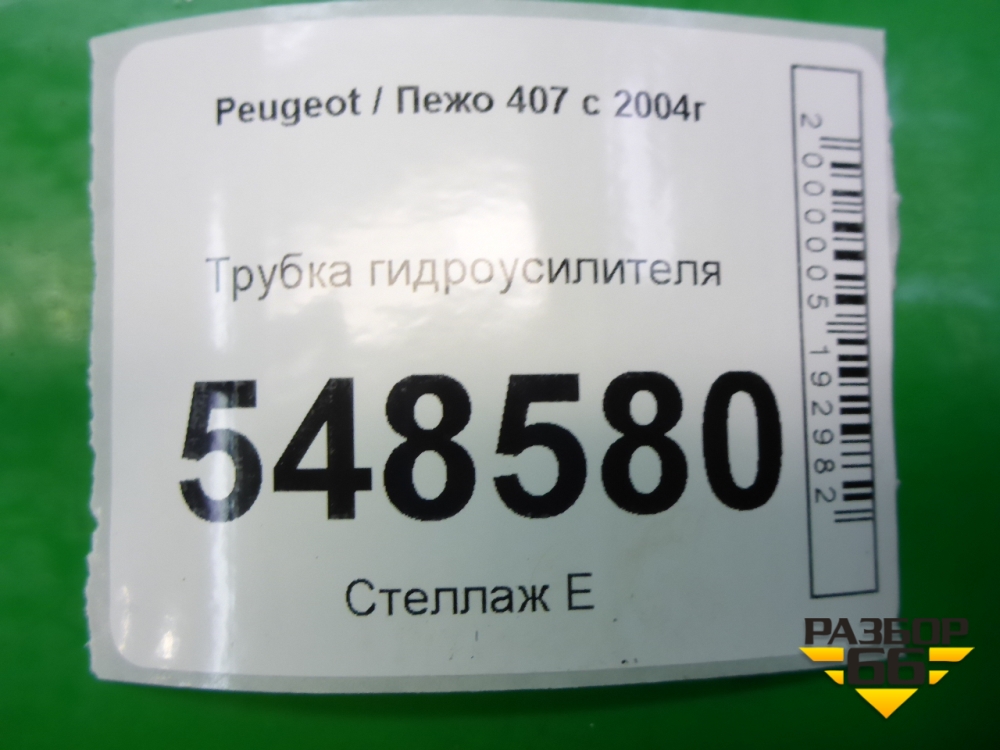 Peugeot / Пежо 407 с 2004г
Трубка гидроусилителя
548580
Стеллаж Е
2000005192982
РАЗБОР
66